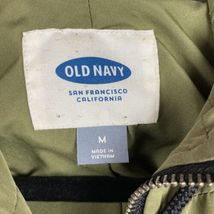 OLD NAVY
SAN FRANCISCO
CALIFORNIA
M
MADE IN
VIETNAM